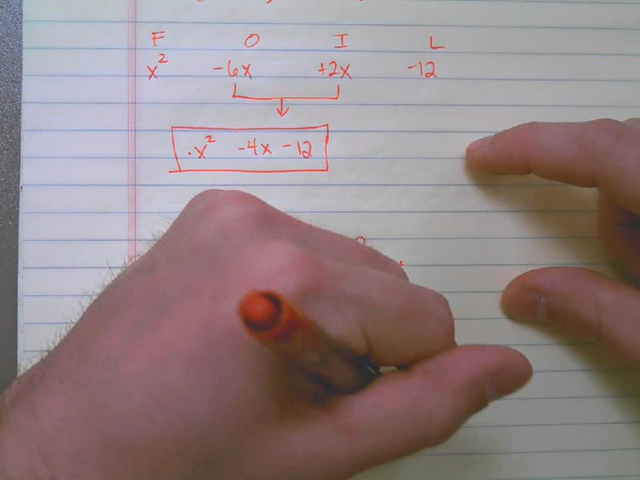 F O I L
x² -6x +2x -12
x² -4x -12